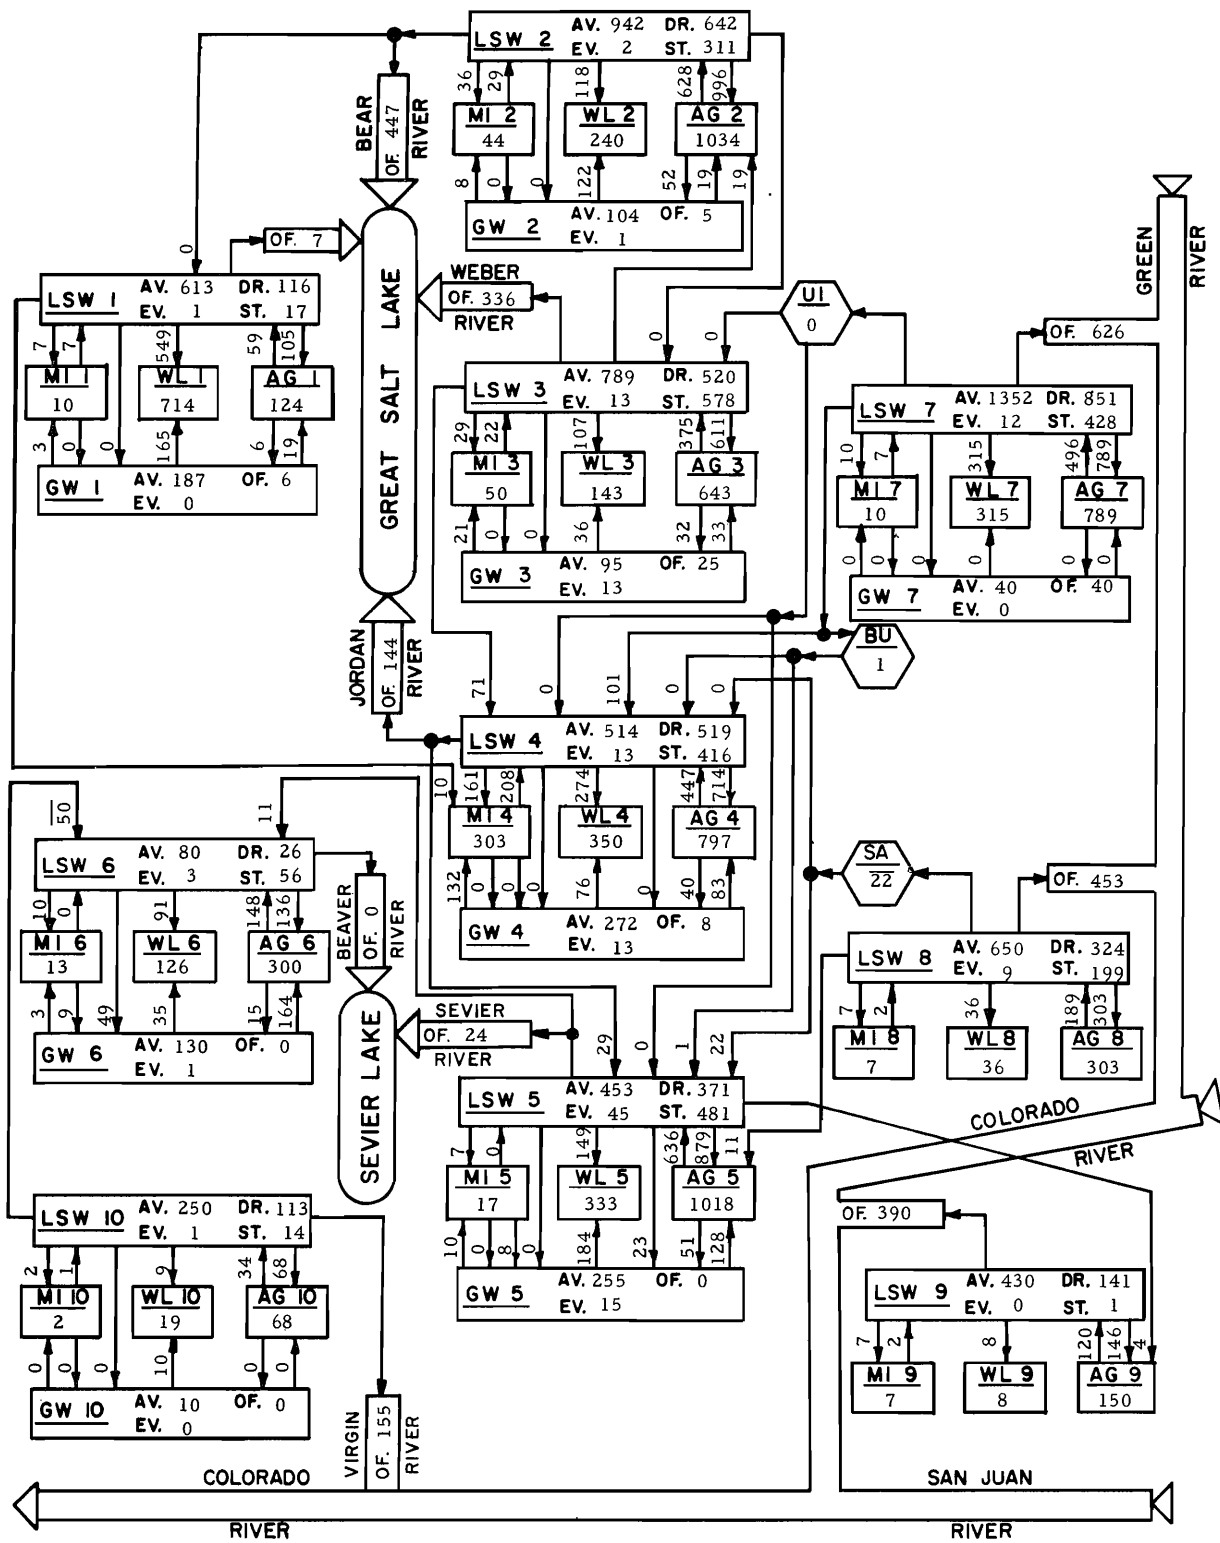 LSW 2 AV. 942 DR. 642
EV. 2 ST. 311
36 29 118 628 996
MI 2 WL 2 AG 2
44 240 1034
8 0 0 122 52 19 19
GW 2 AV. 104 OF. 5
EV. 1
BEAR
OF. 447
RIVER
0
OF. 7
LSW 1 AV. 613 DR. 116
EV. 1 ST. 17
7 7 549 59 105
MI 1 WL 1 AG 1
10 714 124
3 0 0 165 6 19
GW 1 AV. 187 OF. 6
EV. 0
GREAT SALT LAKE
WEBER
OF. 336
RIVER
0 0
UI
0
GREEN
RIVER
OF. 626
LSW 3 AV. 789 DR. 520
EV. 13 ST. 578
29 22 107 375 611
MI 3 WL 3 AG 3
50 143 643
21 0 0 36 32 33
GW 3 AV. 95 OF. 25
EV. 13
LSW 7 AV. 1352 DR. 851
EV. 12 ST. 428
10 7 315 496 789
MI 7 WL 7 AG 7
10 315 789
0 0 0 0 0 0
GW 7 AV. 40 OF. 40
EV. 0
BU
1
JORDAN
OF. 144
RIVER
71 0 101 0 0
LSW 4 AV. 514 DR. 519
EV. 13 ST. 416
10 161 208 274 447 714
MI 4 WL 4 AG 4
303 350 797
132 0 0 0 76 0 40 83
GW 4 AV. 272 OF. 8
EV. 13
50 11
LSW 6 AV. 80 DR. 26
EV. 3 ST. 56
10 0 91 148 136
MI 6 WL 6 AG 6
13 126 300
3 9 49 35 15 164
GW 6 AV. 130 OF. 0
EV. 1
BEAVER
OF. 0
RIVER
SEVIER LAKE
SEVIER
OF. 24
RIVER
SA
22
OF. 453
LSW 8 AV. 650 DR. 324
EV. 9 ST. 199
7 2 36 189 303
MI 8 WL 8 AG 8
7 36 303
29 0 1 22
LSW 5 AV. 453 DR. 371
EV. 45 ST. 481
7 0 149 636 879 11
MI 5 WL 5 AG 5
17 333 1018
10 0 8 0 184 23 51 128
GW 5 AV. 255 OF. 0
EV. 15
COLORADO
RIVER
OF. 390
LSW 10 AV. 250 DR. 113
EV. 1 ST. 14
2 1 9 34 68
MI 10 WL 10 AG 10
2 19 68
0 0 0 10 0 0
GW 10 AV. 10 OF. 0
EV. 0
LSW 9 AV. 430 DR. 141
EV. 0 ST. 1
7 2 8 120 146 4
MI 9 WL 9 AG 9
7 8 150
VIRGIN
OF. 155
RIVER
COLORADO
RIVER
SAN JUAN
RIVER